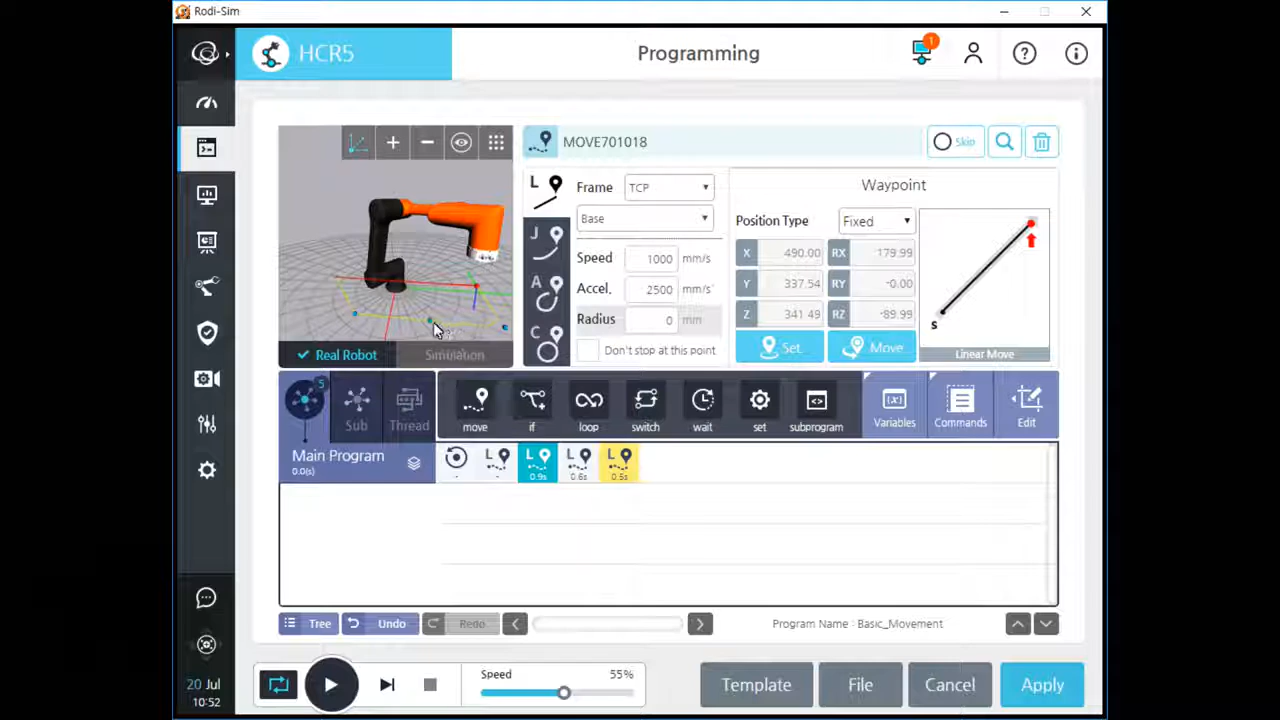 Rodi-Sim
HCR5
Programming
1
MOVE701018
Skip
L
J
A
C
Frame
TCP
Base
Speed
1000
mm/s
Accel.
2500
mm/s²
Radius
0
mm
Don't stop at this point
Waypoint
Position Type
Fixed
X
490.00
RX
179.99
Y
337.54
RY
-0.00
Z
341.49
RZ
-89.99
Set
Move
S
Linear Move
Real Robot
Simulation
5
Sub
Thread
move
if
loop
switch
wait
set
subprogram
Variables
Commands
Edit
Main Program
0.0(s)
-
L
-
L
0.9s
L
0.6s
L
0.5s
Tree
Undo
Redo
Program Name : Basic_Movement
20 Jul
10:52
Speed
55%
Template
File
Cancel
Apply